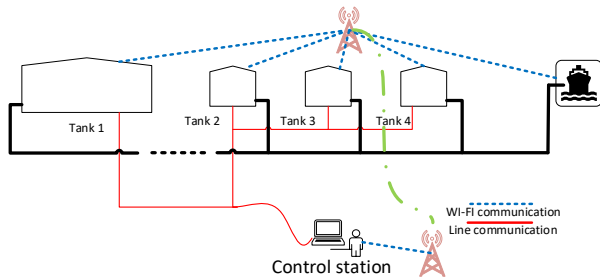 Tank 1
Tank 2
Tank 3
Tank 4
WI-FI communication
Line communication
Control station